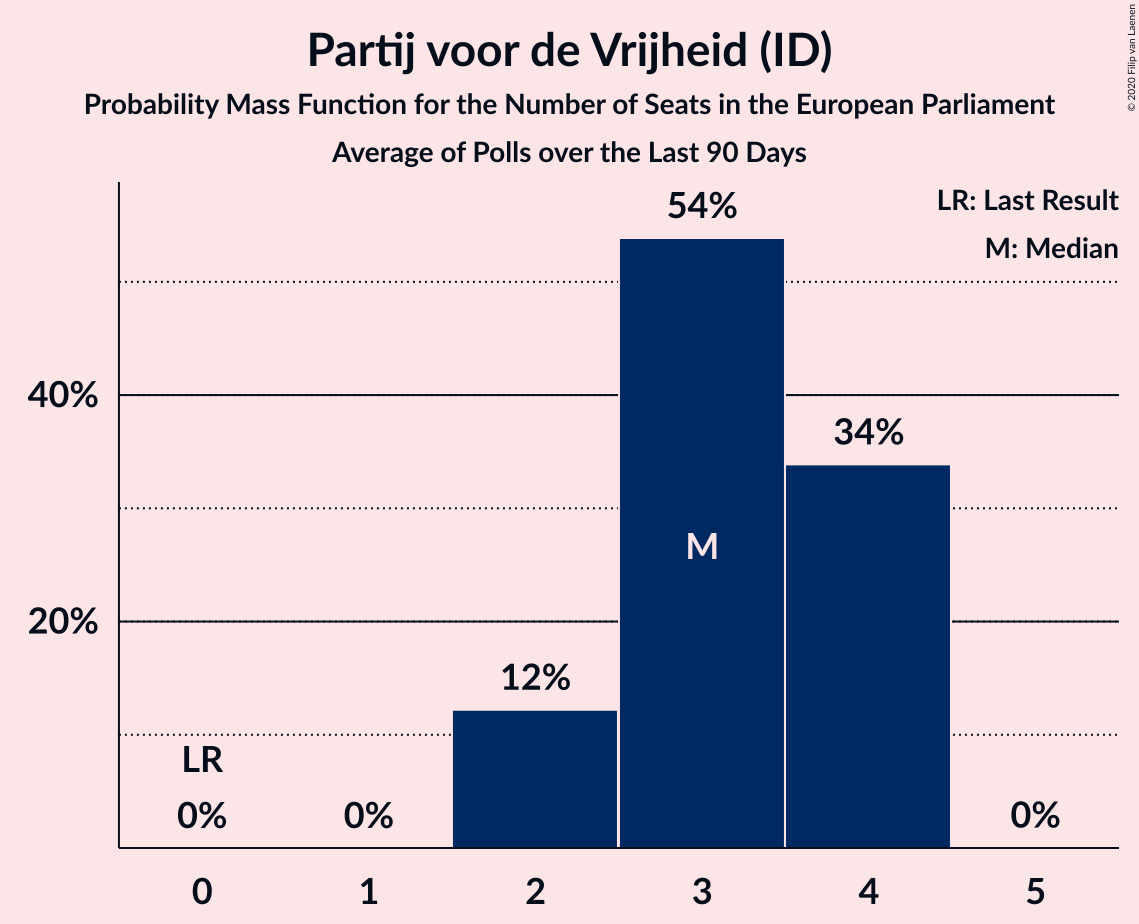 Partij voor de Vrijheid (ID)
Probability Mass Function for the Number of Seats in the European Parliament
Average of Polls over the Last 90 Days
© 2020 Filip van Laenen
LR: Last Result
M: Median
54%
40%
34%
M
20%
12%
LR
0%
0%
0%
0
1
2
3
4
5